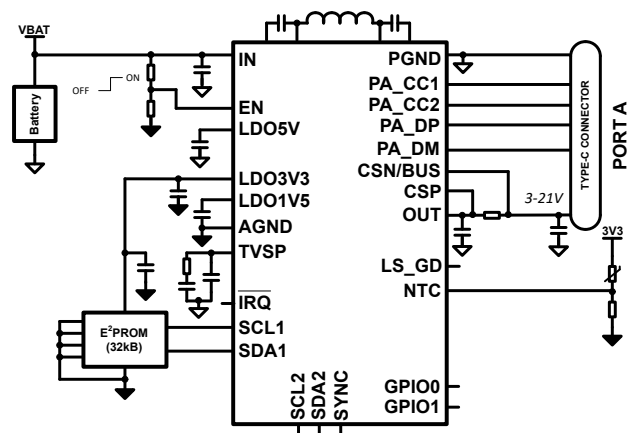 VBAT
IN
PGND
PA_CC1
OFF
ON
PA_CC2
EN
Battery
PA_DP
LDO5V
PA_DM
TYPE-C CONNECTOR
PORT A
CSN/BUS
LDO3V3
CSP
3-21V
LDO1V5
OUT
AGND
3V3
TVSP
LS_GD
NTC
IRQ
E²PROM
(32kB)
SCL1
SDA1
GPIO0
GPIO1
SCL2
SDA2
SYNC